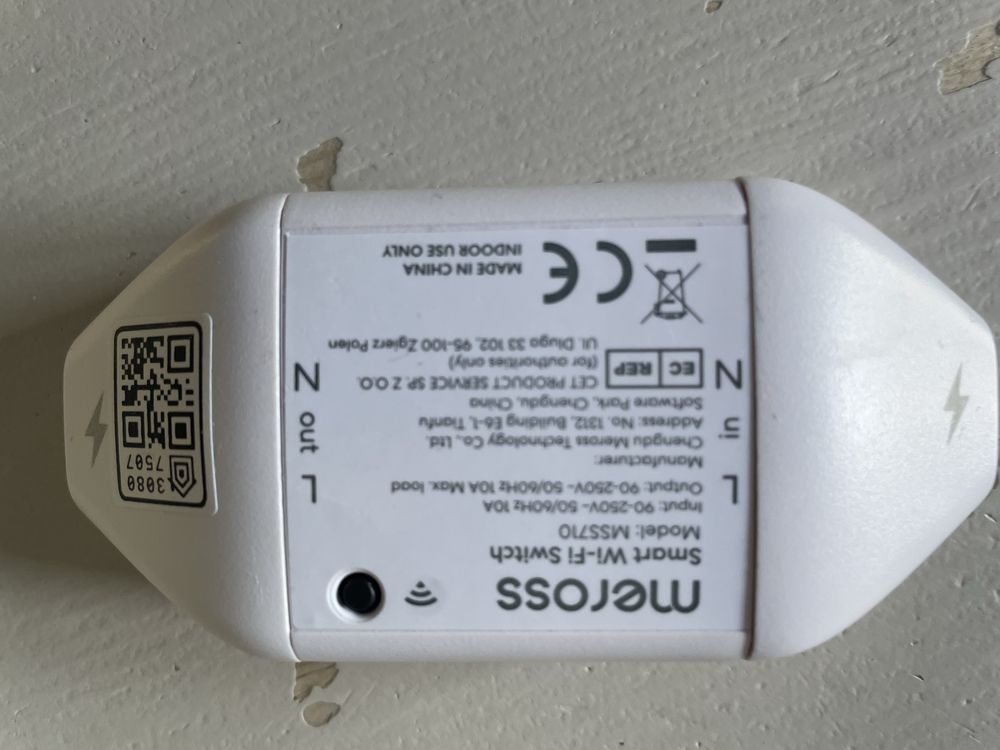 meross
Smart Wi-Fi Switch
Model: MSS710
Input: 90-250V~ 50/60Hz 10A
Output: 90-250V~ 50/60Hz 10A Max. load
Manufacturer:
Chengdu Meross Technology Co., Ltd.
Address: No. 1312, Building E6-1, Tianfu
Software Park, Chengdu, China
EC REP
CET PRODUCT SERVICE SP. Z O.O.
(for authorities only)
Ul. Dluga 33 102, 95-100 Zgierz Polen
CE
MADE IN CHINA
INDOOR USE ONLY
L in N
L out N
3080
7507